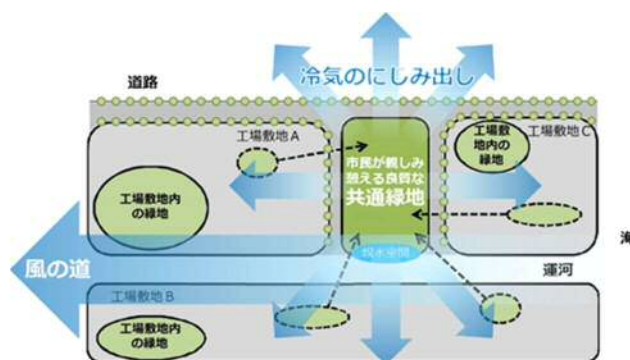 冷気のにじみ出し
道路
工場敷地A
工場敷
地内の
緑地
工場敷地C
市民が親しみ
憩える良質な
共通緑地
工場敷地内
の緑地
海
風の道
親水空間
運河
工場敷地B
工場敷地内
の緑地